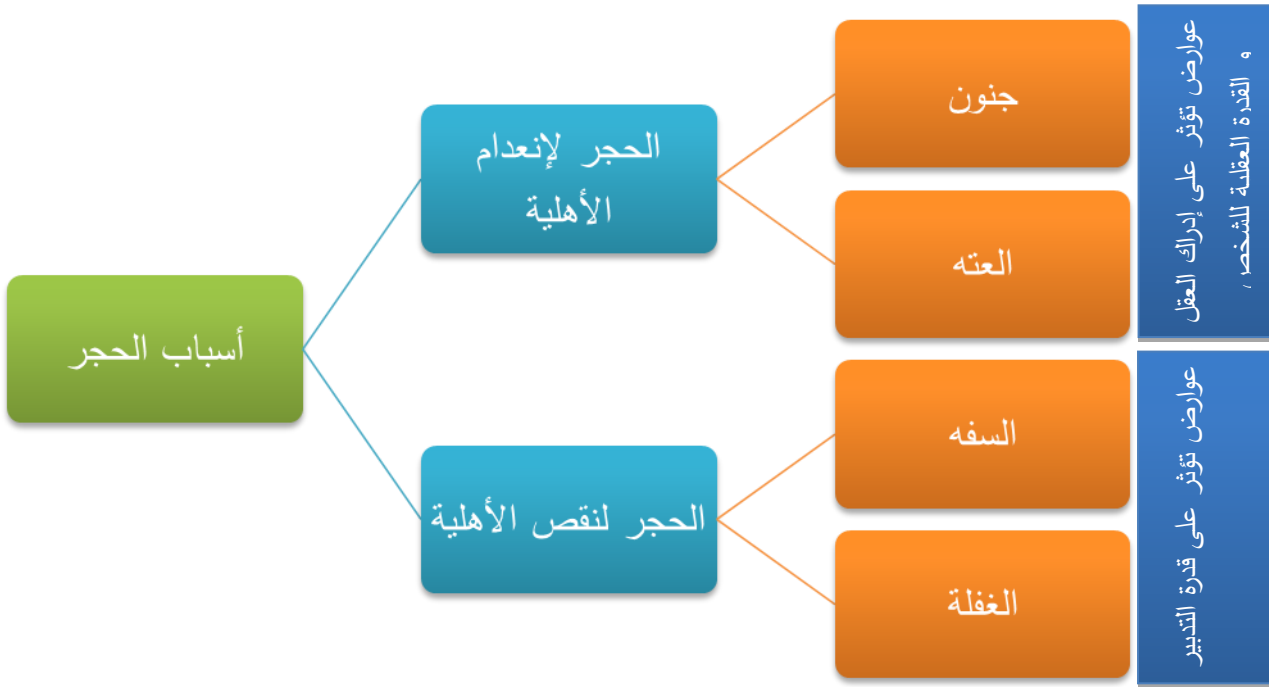 أسباب الحجر
الحجر لإنعدام
الأهلية
جنون
العته
عوارض تؤثر على إدراك العقل
و القدرة العقلية للشخص
الحجر لنقص الأهلية
السفه
الغفلة
عوارض تؤثر على قدرة التدبير